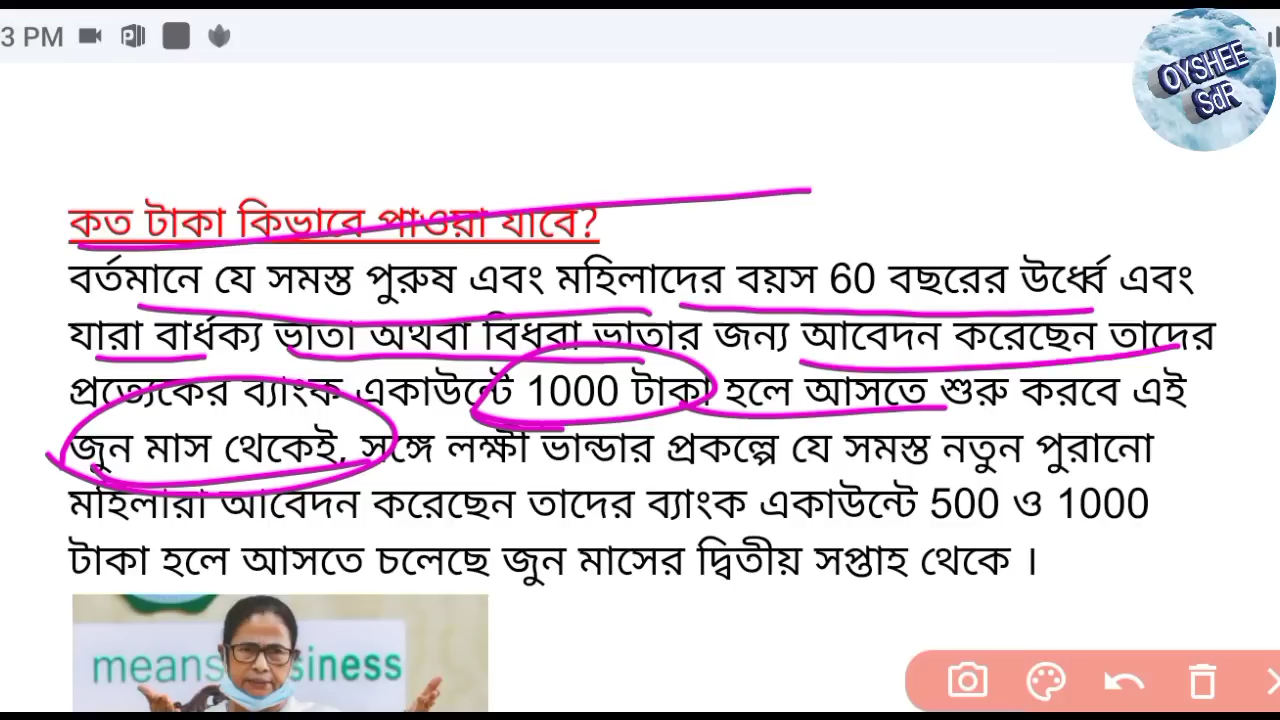 3 PM
OYSHEE
SdR
কত টাকা কিভাবে পাওয়া যাবে?
বর্তমানে যে সমস্ত পুরুষ এবং মহিলাদের বয়স 60 বছরের উর্ধ্বে এবং
যারা বার্ধক্য ভাতা অথবা বিধবা ভাতার জন্য আবেদন করেছেন তাদের
প্রত্যেকের ব্যাংক একাউন্টে 1000 টাকা হলে আসতে শুরু করবে এই
জুন মাস থেকেই, সঙ্গে লক্ষী ভান্ডার প্রকল্পে যে সমস্ত নতুন পুরানো
মহিলারা আবেদন করেছেন তাদের ব্যাংক একাউন্টে 500 ও 1000
টাকা হলে আসতে চলেছে জুন মাসের দ্বিতীয় সপ্তাহ থেকে ।
means siness